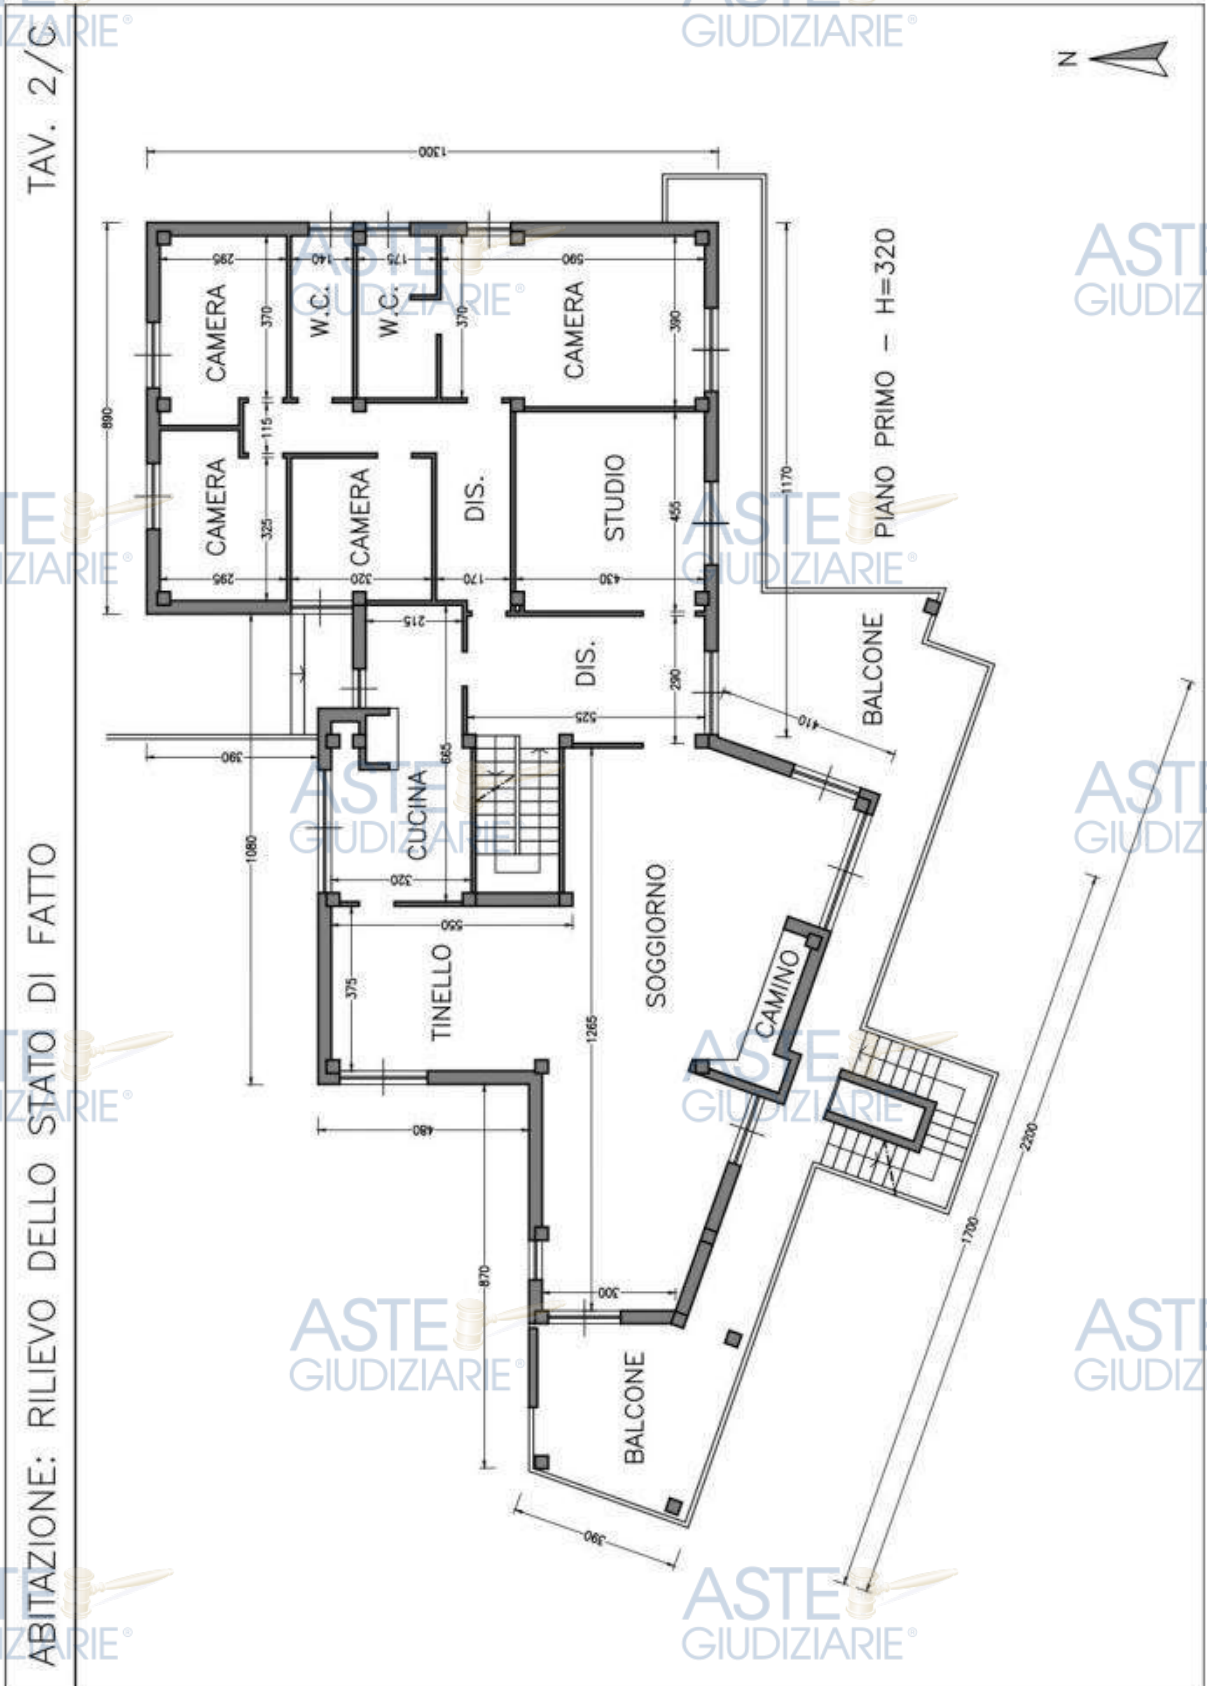 ABITAZIONE: RILIEVO DELLO STATO DI FATTO TAV. 2/C
N
1300
890
295
140
175
590
CAMERA
W.C.
W.C.
CAMERA
370
370
390
115
CAMERA
CAMERA
DIS.
STUDIO
325
455
295
320
170
430
1170
PIANO PRIMO - H=320
215
DIS.
290
BALCONE
525
410
390
665
1080
CUCINA
320
550
375
TINELLO
SOGGIORNO
CAMINO
1265
480
870
300
BALCONE
390
1700
2200
ASTE
GIUDIZIARIE®